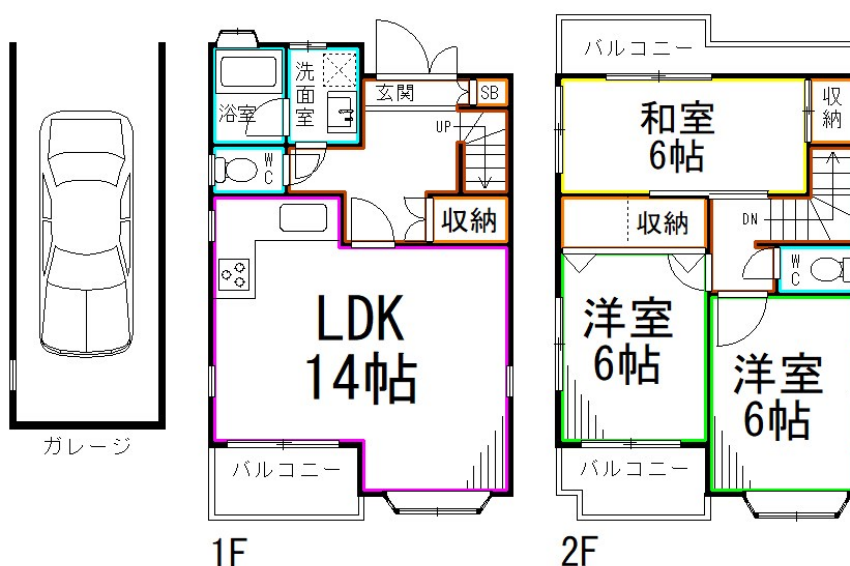 ガレージ
浴室
洗面室
玄関
SB
UP
WC
収納
LDK
14帖
バルコニー
1F
バルコニー
和室
6帖
収納
収納
DN
WC
洋室
6帖
洋室
6帖
バルコニー
2F